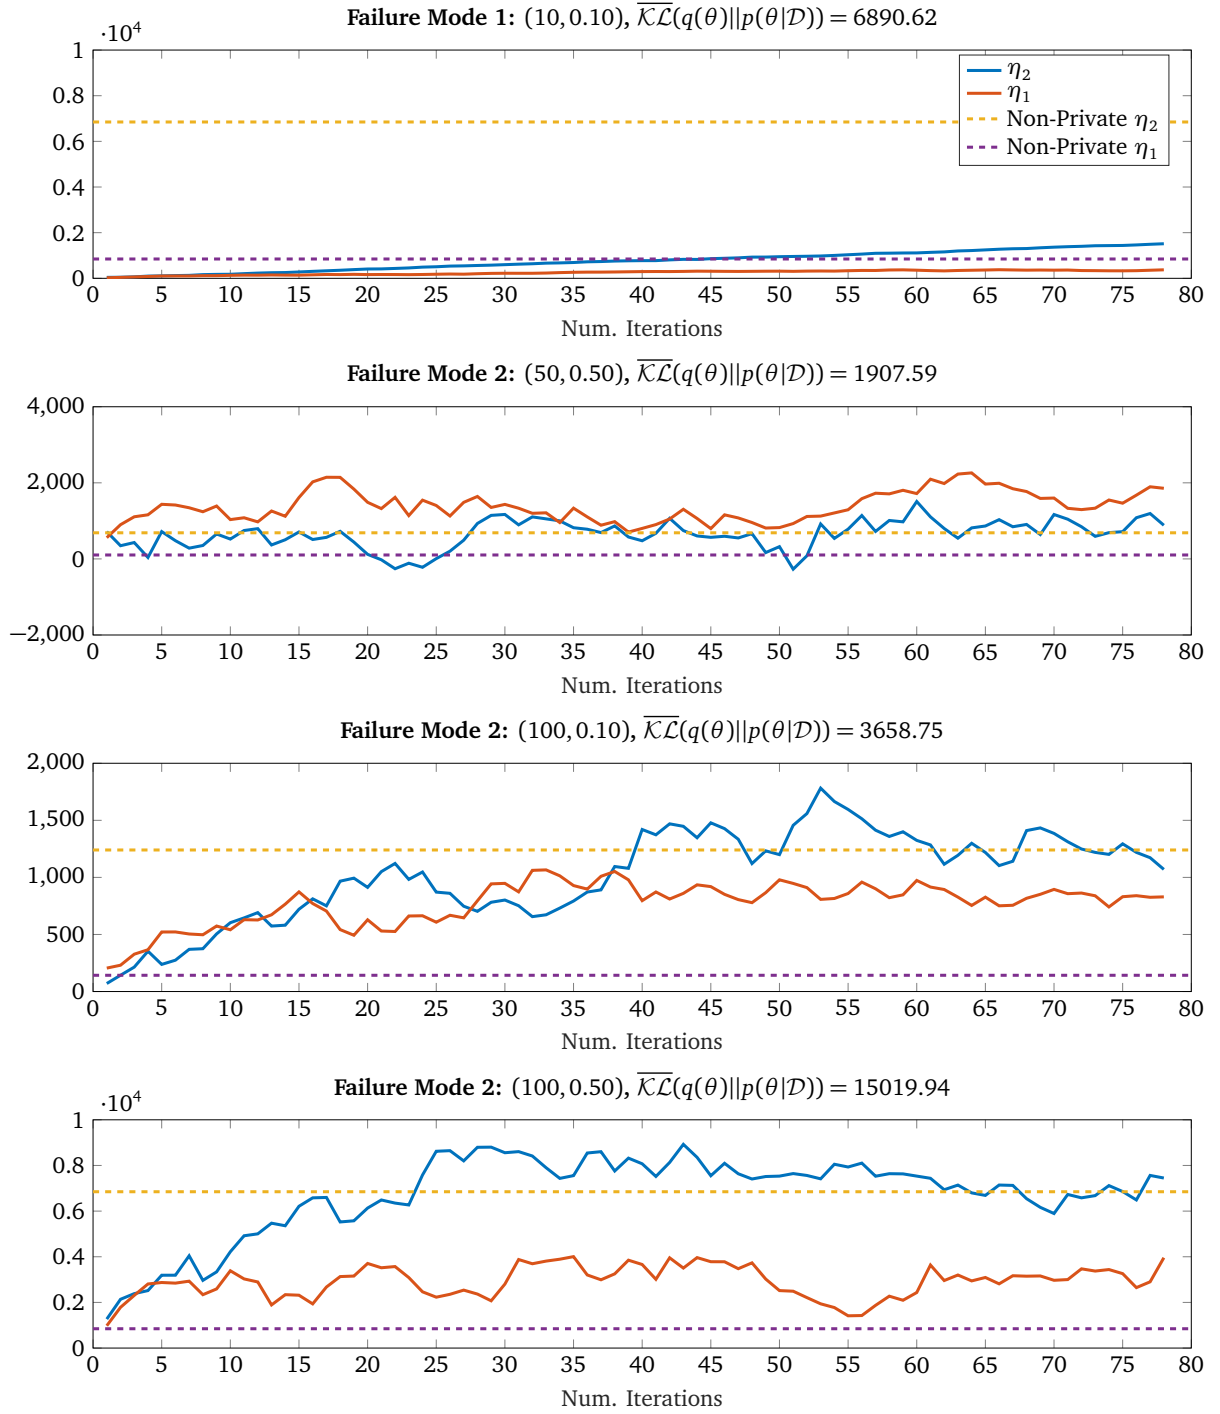 Failure Mode 1: (10, 0.10), \overline{𝒦ℒ}(q(θ)||p(θ|𝒟)) = 6890.62
·10⁴
1
0.8
0.6
0.4
0.2
0
η₂
η₁
Non-Private η₂
Non-Private η₁
0 5 10 15 20 25 30 35 40 45 50 55 60 65 70 75 80
Num. Iterations
Failure Mode 2: (50, 0.50), \overline{𝒦ℒ}(q(θ)||p(θ|𝒟)) = 1907.59
4,000
2,000
0
−2,000
0 5 10 15 20 25 30 35 40 45 50 55 60 65 70 75 80
Num. Iterations
Failure Mode 2: (100, 0.10), \overline{𝒦ℒ}(q(θ)||p(θ|𝒟)) = 3658.75
2,000
1,500
1,000
500
0
0 5 10 15 20 25 30 35 40 45 50 55 60 65 70 75 80
Num. Iterations
Failure Mode 2: (100, 0.50), \overline{𝒦ℒ}(q(θ)||p(θ|𝒟)) = 15019.94
·10⁴
1
0.8
0.6
0.4
0.2
0
0 5 10 15 20 25 30 35 40 45 50 55 60 65 70 75 80
Num. Iterations